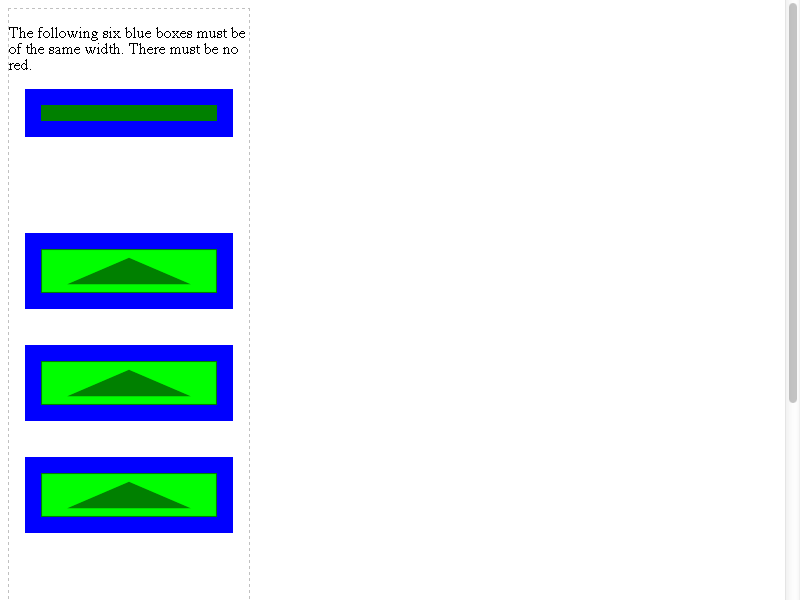 The following six blue boxes must be
of the same width. There must be no
red.